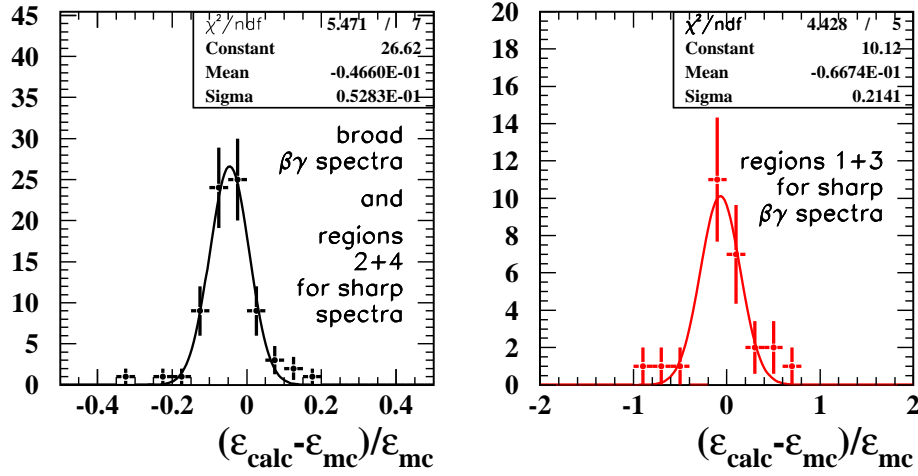 χ²/ndf 5.471 / 7
Constant 26.62
Mean -0.4660E-01
Sigma 0.5283E-01
broad
βγ spectra
and
regions
2+4
for sharp
spectra
45
40
35
30
25
20
15
10
5
0
-0.4 -0.2 0 0.2 0.4
(εcalc-εmc)/εmc
χ²/ndf 4.428 / 5
Constant 10.12
Mean -0.6674E-01
Sigma 0.2141
regions 1+3
for sharp
βγ spectra
20
18
16
14
12
10
8
6
4
2
0
-2 -1 0 1 2
(εcalc-εmc)/εmc